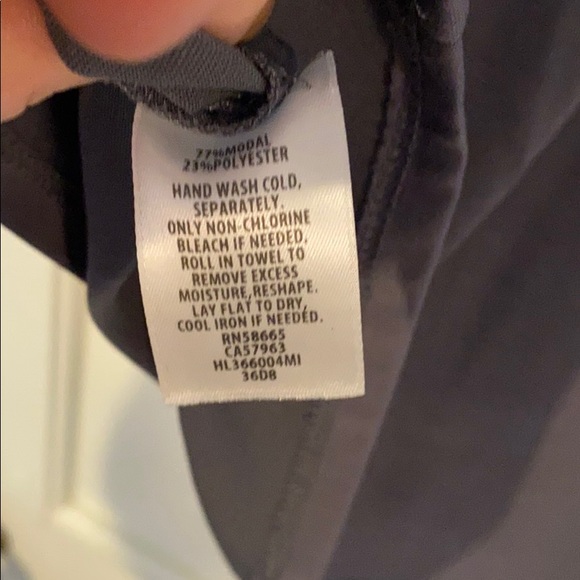 77%MODAL
23%POLYESTER
HAND WASH COLD,
SEPARATELY.
ONLY NON-CHLORINE
BLEACH IF NEEDED.
ROLL IN TOWEL TO
REMOVE EXCESS
MOISTURE,RESHAPE.
LAY FLAT TO DRY,
COOL IRON IF NEEDED.
RN58665
CA57963
HL366004MI
36D8